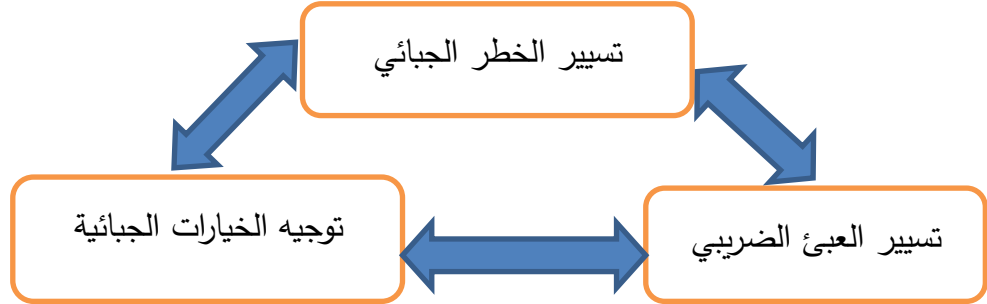 تسيير الخطر الجبائي
تسيير العبئ الضريبي
توجيه الخيارات الجبائية